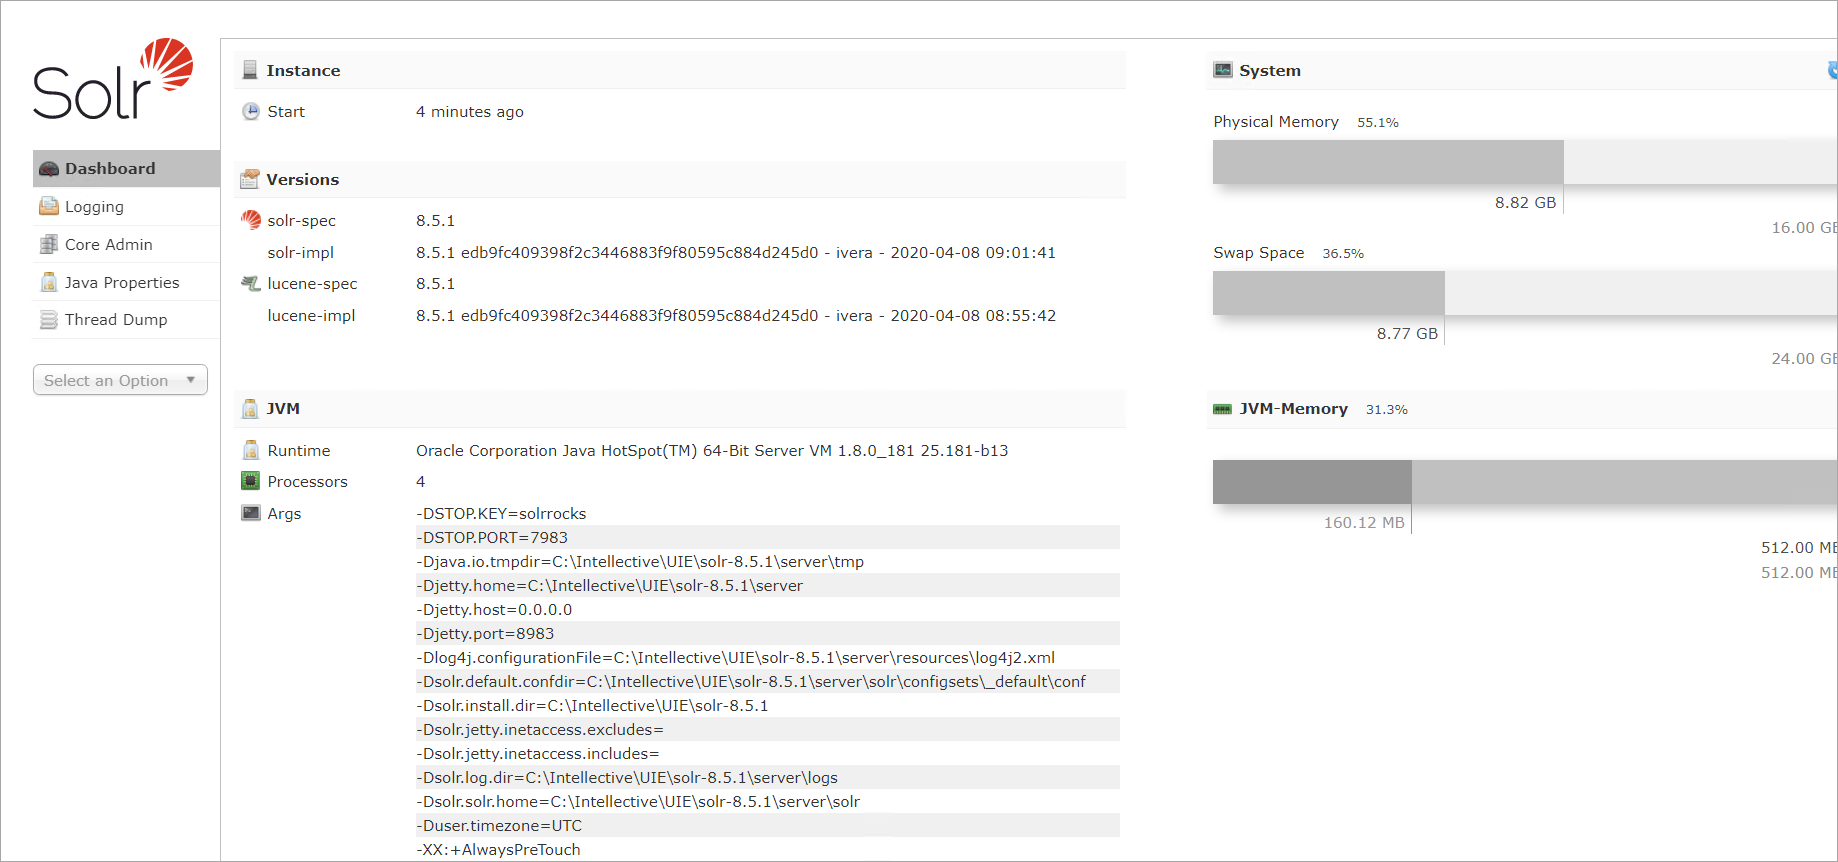 Solr
Dashboard
Logging
Core Admin
Java Properties
Thread Dump
Select an Option
Instance
Start 4 minutes ago
Versions
solr-spec 8.5.1
solr-impl 8.5.1 edb9fc409398f2c3446883f9f80595c884d245d0 - ivera - 2020-04-08 09:01:41
lucene-spec 8.5.1
lucene-impl 8.5.1 edb9fc409398f2c3446883f9f80595c884d245d0 - ivera - 2020-04-08 08:55:42
JVM
Runtime Oracle Corporation Java HotSpot(TM) 64-Bit Server VM 1.8.0_181 25.181-b13
Processors 4
Args -DSTOP.KEY=solrrocks
-DSTOP.PORT=7983
-Djava.io.tmpdir=C:\Intellective\UIE\solr-8.5.1\server\tmp
-Djetty.home=C:\Intellective\UIE\solr-8.5.1\server
-Djetty.host=0.0.0.0
-Djetty.port=8983
-Dlog4j.configurationFile=C:\Intellective\UIE\solr-8.5.1\server\resources\log4j2.xml
-Dsolr.default.confdir=C:\Intellective\UIE\solr-8.5.1\server\solr\configsets\_default\conf
-Dsolr.install.dir=C:\Intellective\UIE\solr-8.5.1
-Dsolr.jetty.inetaccess.excludes=
-Dsolr.jetty.inetaccess.includes=
-Dsolr.log.dir=C:\Intellective\UIE\solr-8.5.1\server\logs
-Dsolr.solr.home=C:\Intellective\UIE\solr-8.5.1\server\solr
-Duser.timezone=UTC
-XX:+AlwaysPreTouch
System
Physical Memory 55.1%
8.82 GB
16.00 GB
Swap Space 36.5%
8.77 GB
24.00 GB
JVM-Memory 31.3%
160.12 MB
512.00 MB
512.00 MB